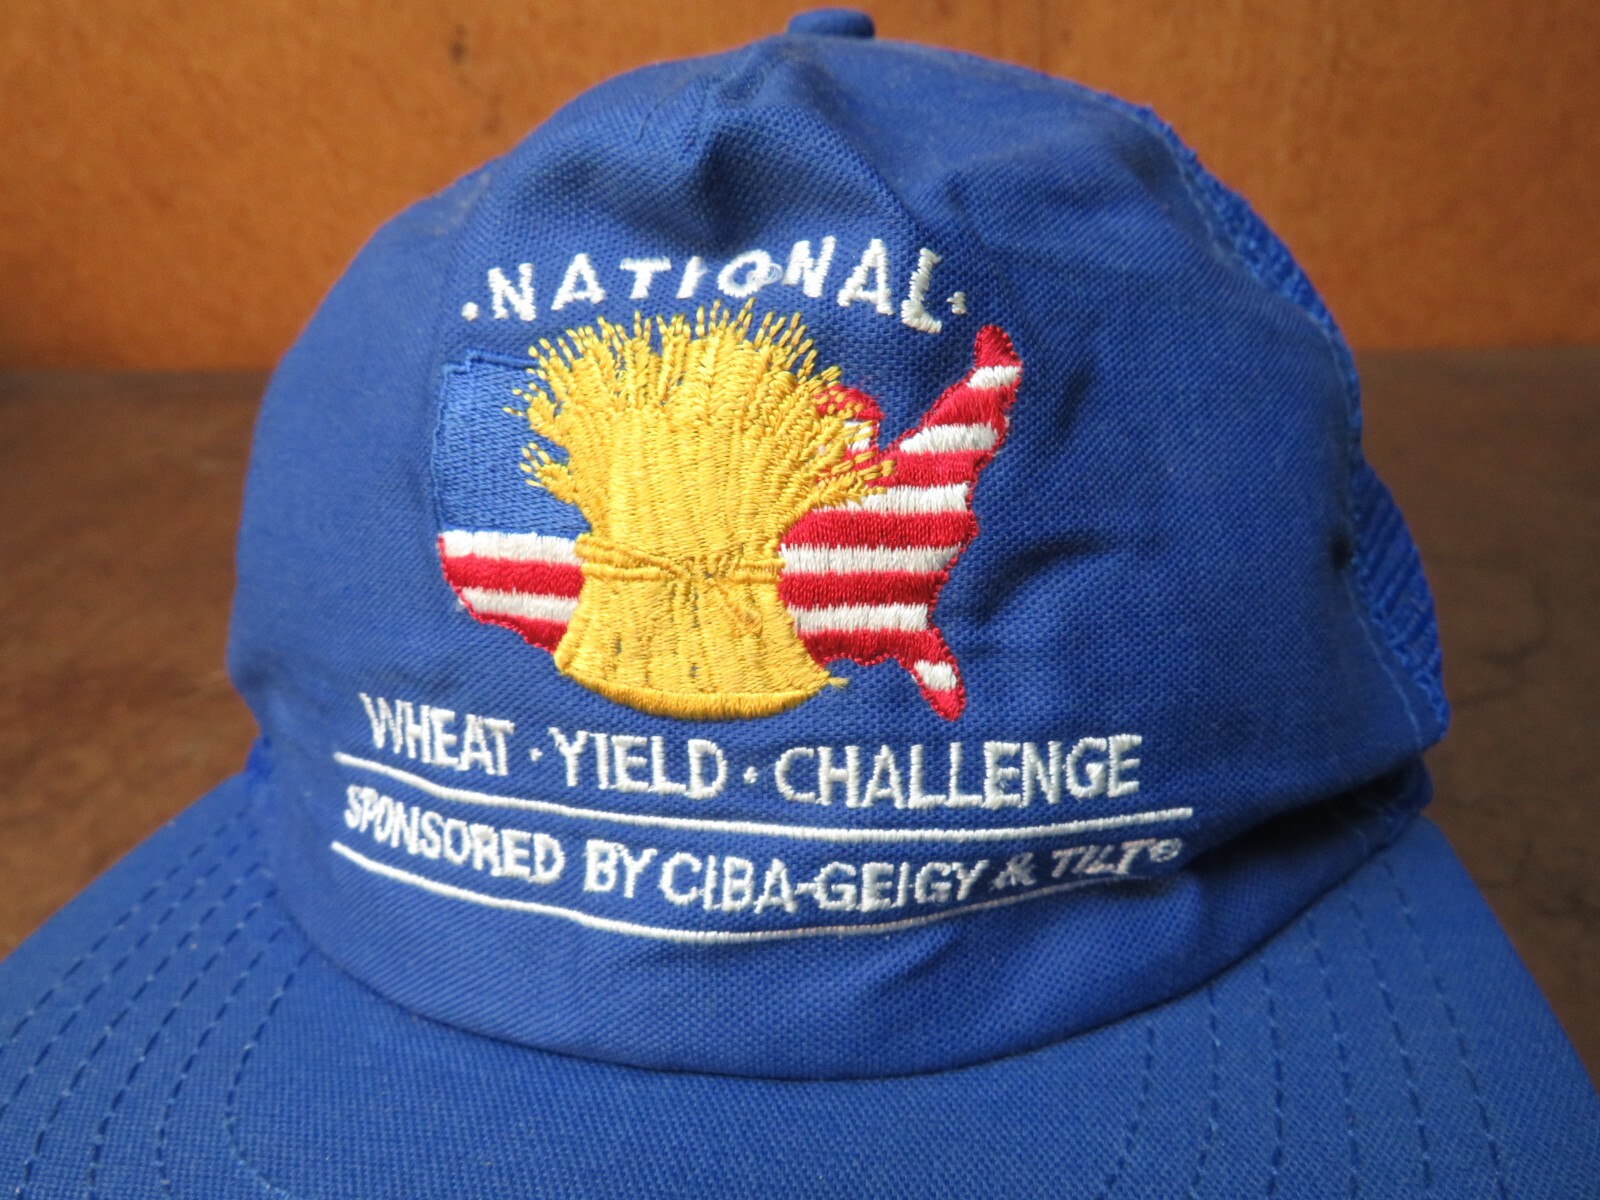 ·NATIONAL·
WHEAT·YIELD·CHALLENGE
SPONSORED BY CIBA-GEIGY & TILT®